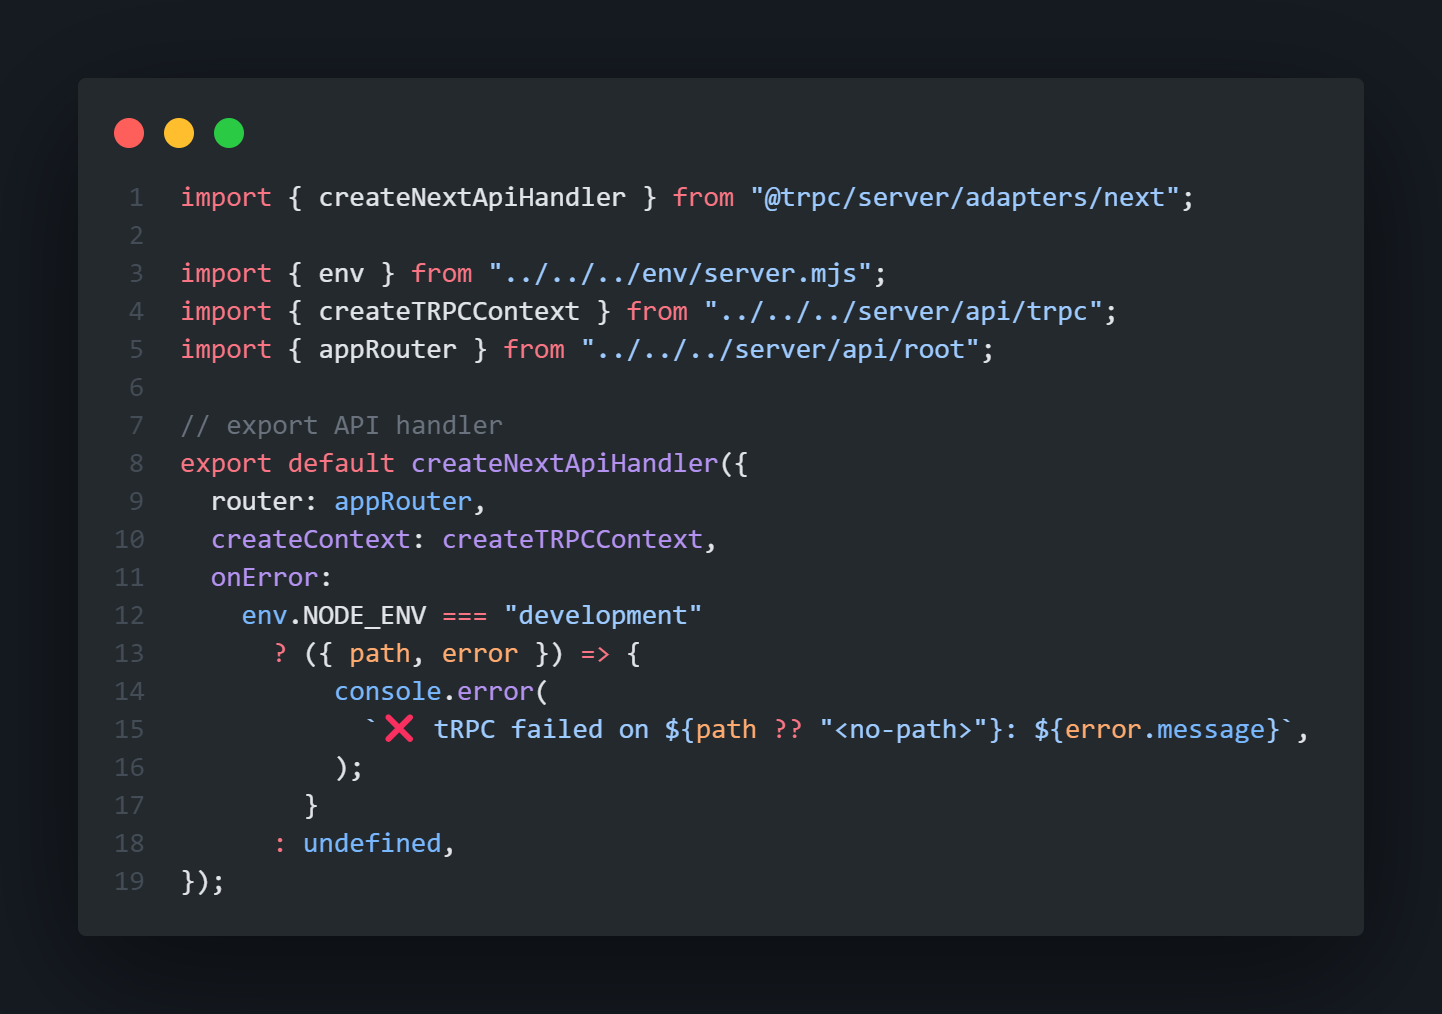 1 import { createNextApiHandler } from "@trpc/server/adapters/next";
2
3 import { env } from "../../../env/server.mjs";
4 import { createTRPCContext } from "../../../server/api/trpc";
5 import { appRouter } from "../../../server/api/root";
6
7 // export API handler
8 export default createNextApiHandler({
9   router: appRouter,
10   createContext: createTRPCContext,
11   onError:
12     env.NODE_ENV === "development"
13       ? ({ path, error }) => {
14           console.error(
15             `❌ tRPC failed on ${path ?? "<no-path>"}: ${error.message}`,
16           );
17         }
18       : undefined,
19 });